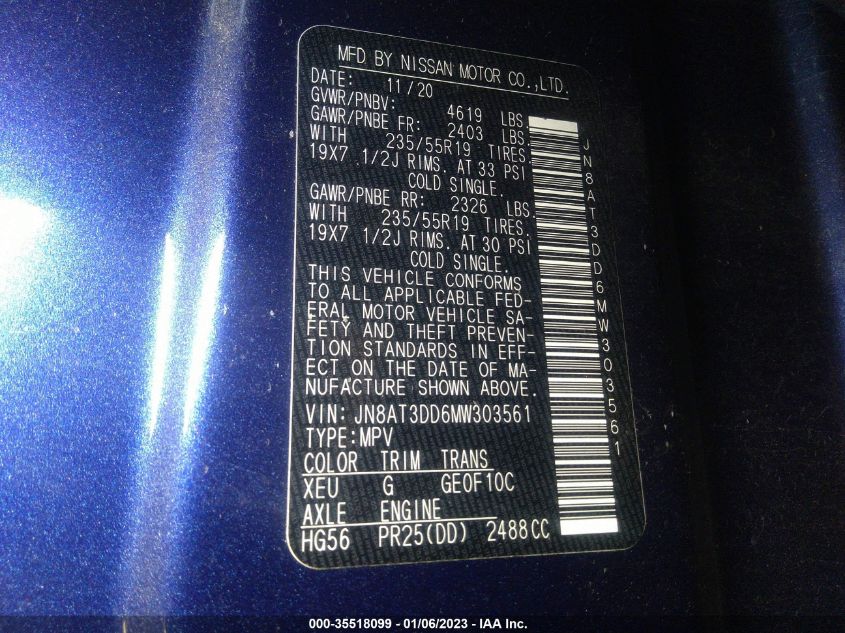 MFD BY NISSAN MOTOR CO.,LTD.
DATE: 11/20
GVWR/PNBV: 4619 LBS.
GAWR/PNBE FR: 2403 LBS.
WITH 235/55R19 TIRES.
19X7 1/2J RIMS. AT 33 PSI
COLD SINGLE.
GAWR/PNBE RR: 2326 LBS.
WITH 235/55R19 TIRES.
19X7 1/2J RIMS. AT 30 PSI
COLD SINGLE.
THIS VEHICLE CONFORMS
TO ALL APPLICABLE FED-
ERAL MOTOR VEHICLE SA-
FETY AND THEFT PREVEN-
TION STANDARDS IN EFF-
ECT ON THE DATE OF MA-
NUFACTURE SHOWN ABOVE.
VIN: JN8AT3DD6MW303561
TYPE:MPV
COLOR TRIM TRANS
XEU G GE0F10C
AXLE ENGINE
HG56 PR25(DD) 2488CC
JN8AT3DD6MW303561
000-35518099 - 01/06/2023 - IAA Inc.